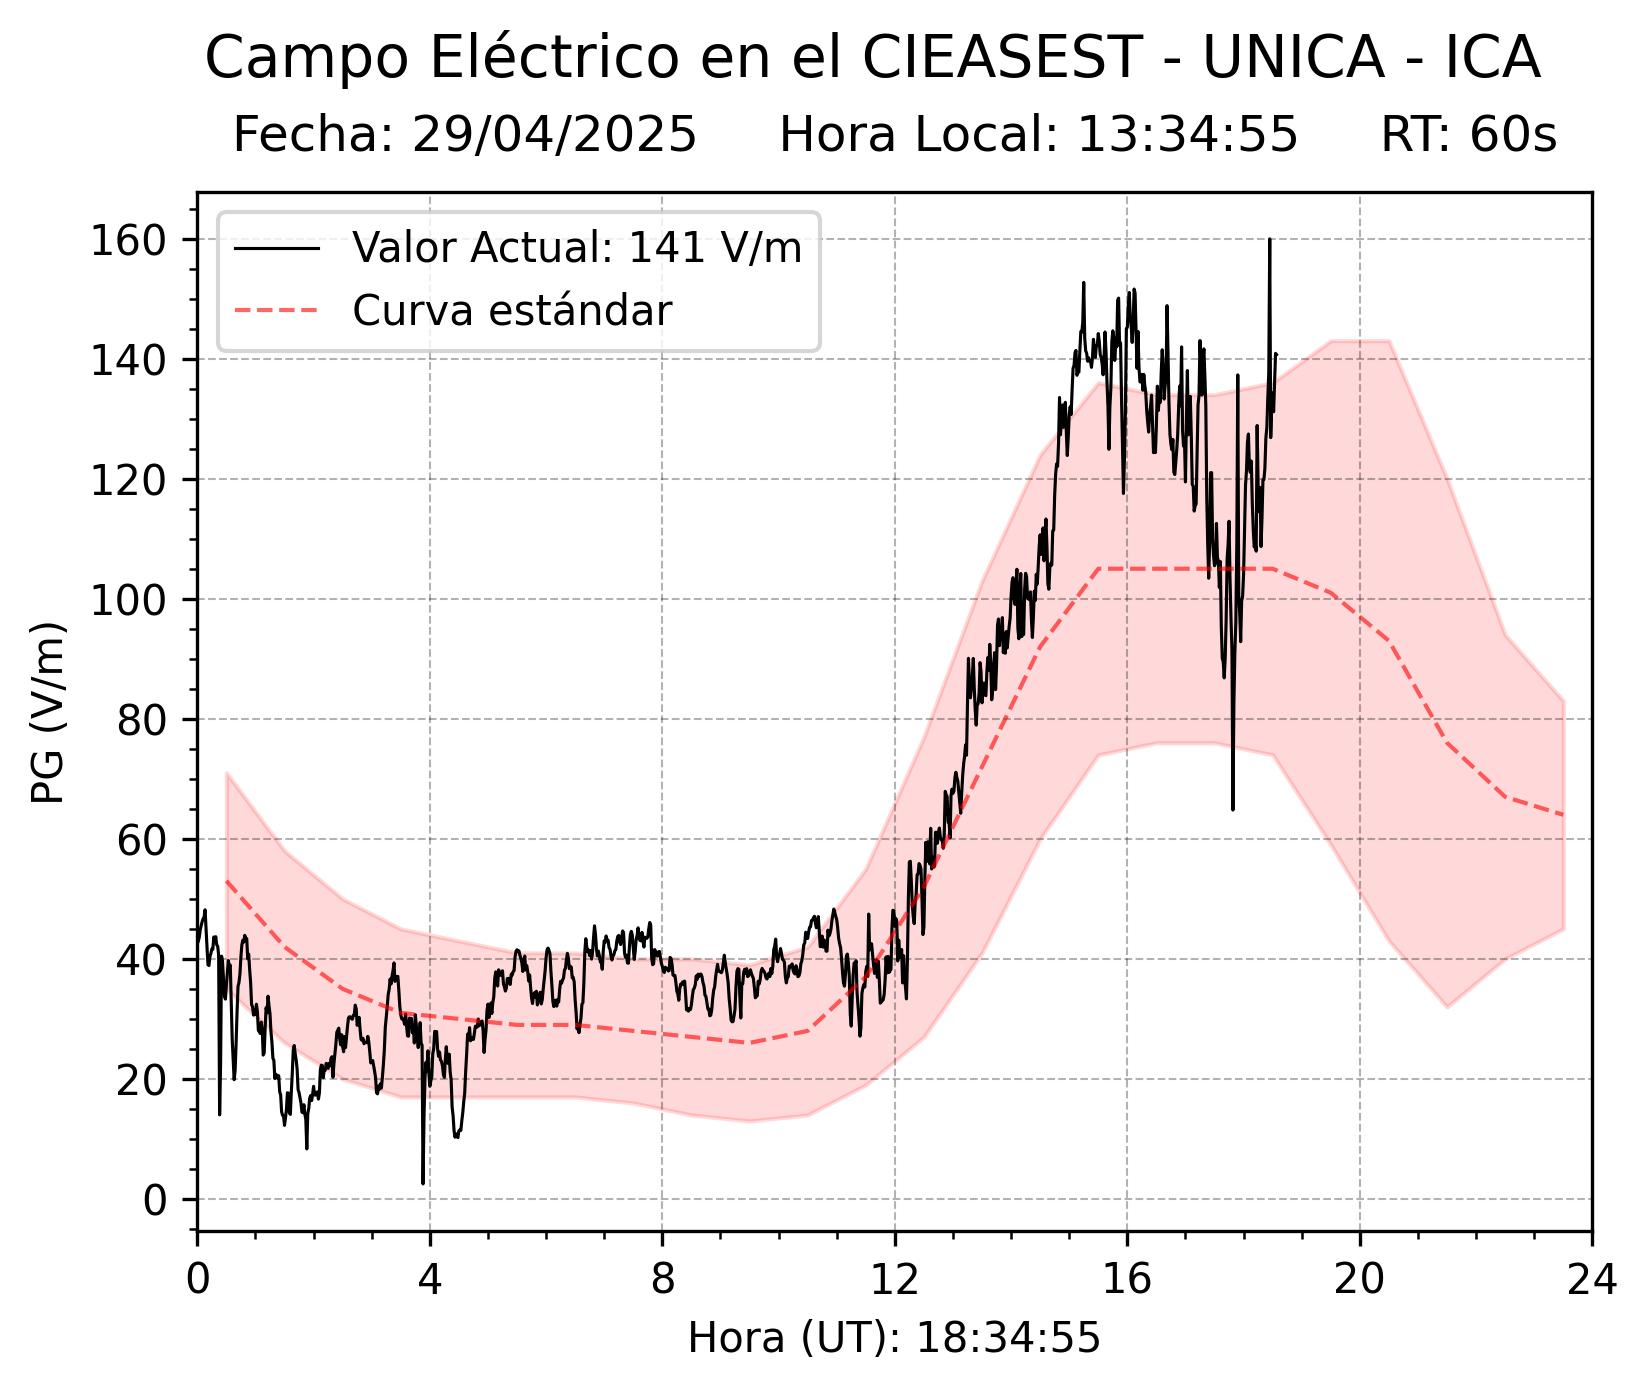 Campo Eléctrico en el CIEASEST - UNICA - ICA
Fecha: 29/04/2025 Hora Local: 13:34:55 RT: 60s
Valor Actual: 141 V/m
Curva estándar
160
140
120
100
80
60
40
20
0
PG (V/m)
0 4 8 12 16 20 24
Hora (UT): 18:34:55